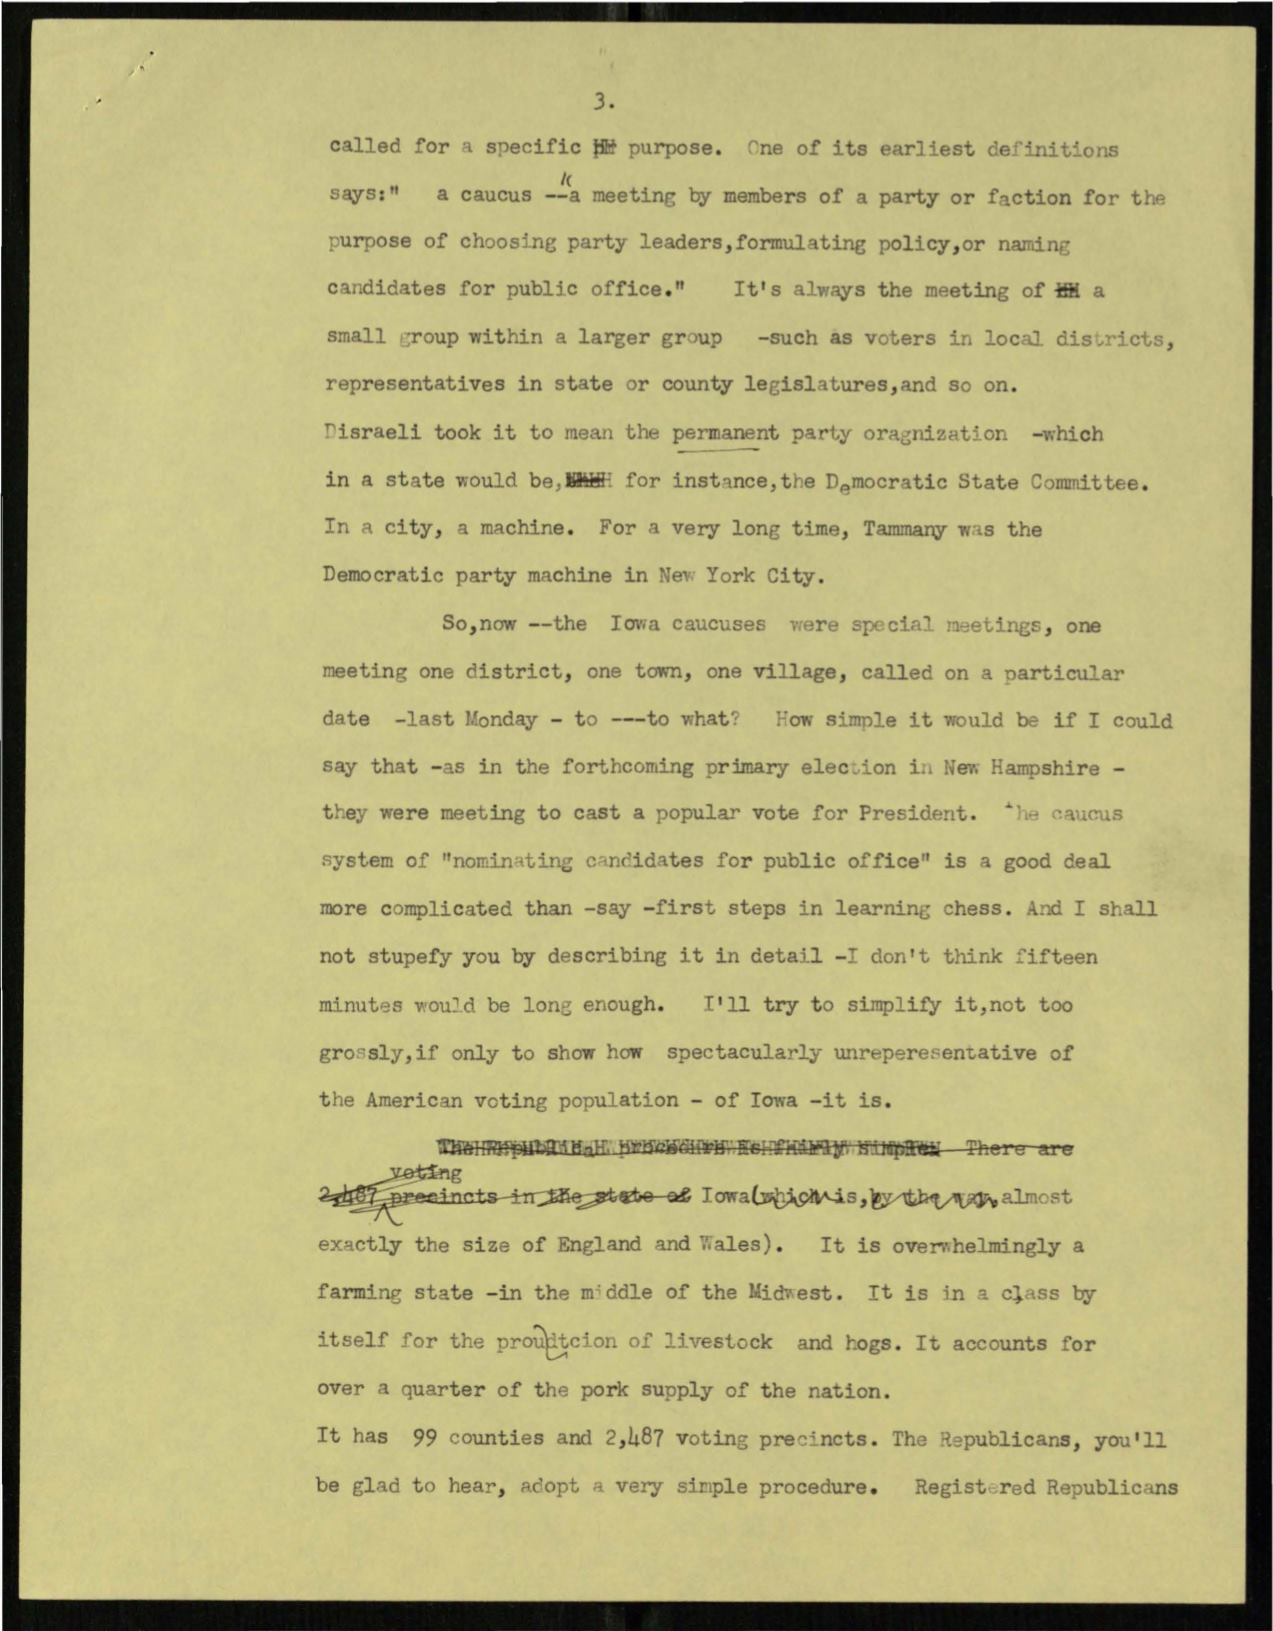 3.
called for a specific purpose. One of its earliest definitions
says:" a caucus --"a meeting by members of a party or faction for the
purpose of choosing party leaders,formulating policy,or naming
candidates for public office." It's always the meeting of a
small group within a larger group -such as voters in local districts,
representatives in state or county legislatures,and so on.
Disraeli took it to mean the permanent party oragnization -which
in a state would be, for instance,the Democratic State Committee.
In a city, a machine. For a very long time, Tammany was the
Democratic party machine in New York City.
So,now --the Iowa caucuses were special meetings, one
meeting one district, one town, one village, called on a particular
date -last Monday - to ---to what? How simple it would be if I could
say that -as in the forthcoming primary election in New Hampshire -
they were meeting to cast a popular vote for President. The caucus
system of "nominating candidates for public office" is a good deal
more complicated than -say -first steps in learning chess. And I shall
not stupefy you by describing it in detail -I don't think fifteen
minutes would be long enough. I'll try to simplify it,not too
grossly,if only to show how spectacularly unreperesentative of
the American voting population - of Iowa -it is.
The Republican procedure is fairly simple. There are
voting
2,487 precincts in the state of Iowa(which is,by the way, almost
exactly the size of England and Wales). It is overwhelmingly a
farming state -in the middle of the Midwest. It is in a class by
itself for the proudtcion of livestock and hogs. It accounts for
over a quarter of the pork supply of the nation.
It has 99 counties and 2,487 voting precincts. The Republicans, you'll
be glad to hear, adopt a very simple procedure. Registered Republicans